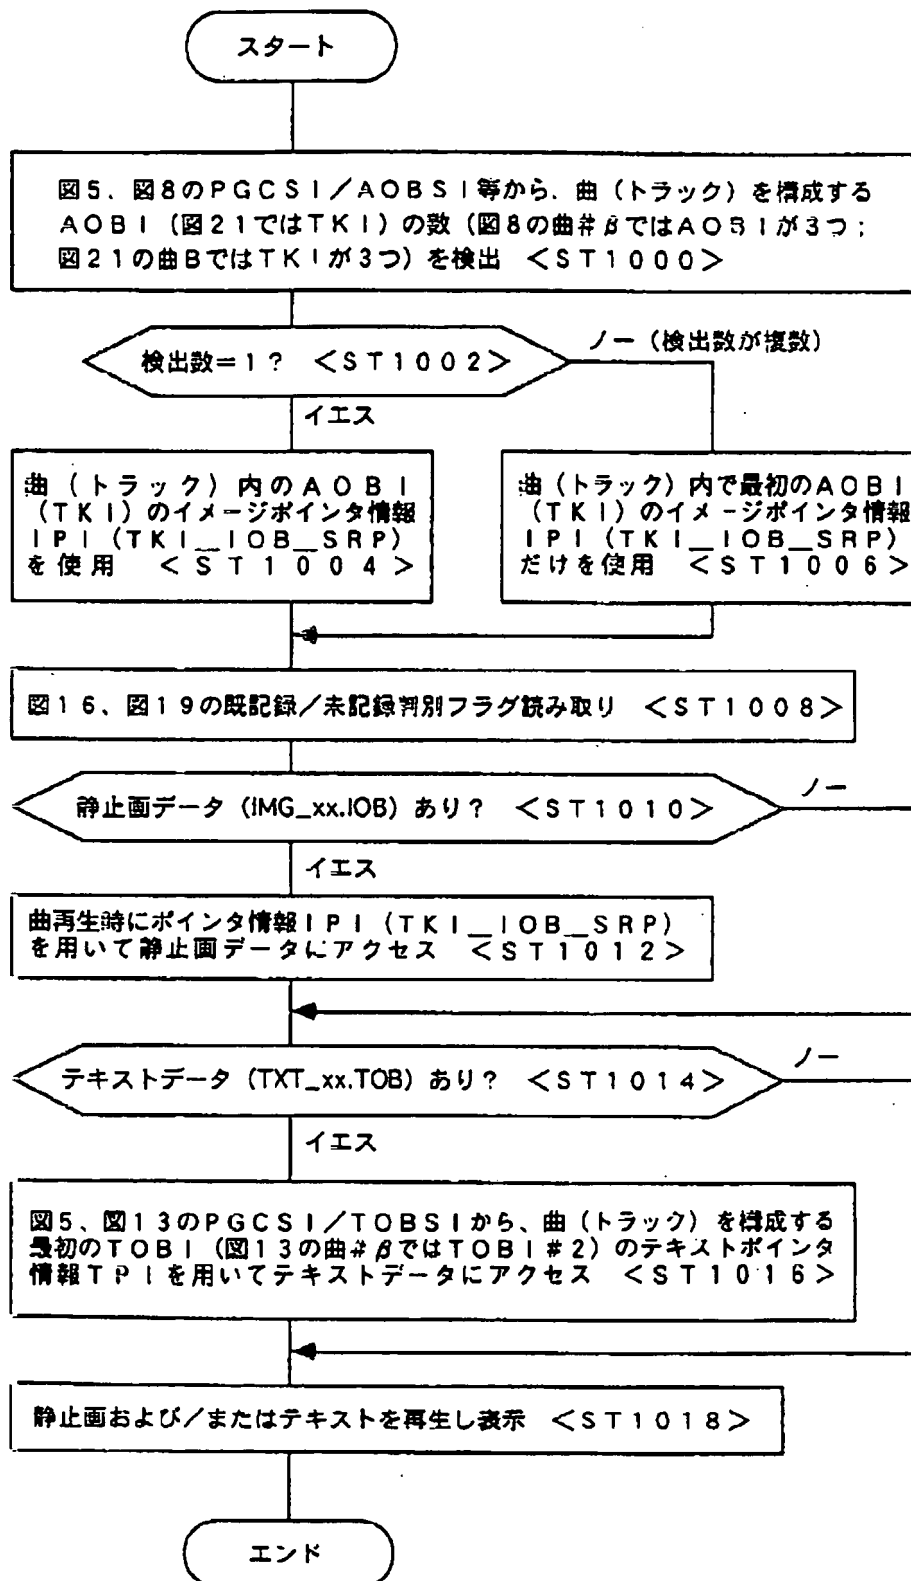 スタート
図5、図8のPGCSI/AOBSI等から、曲(トラック)を構成する
AOBI(図21ではTKI)の数(図8の曲#βではAOBIが3つ;
図21の曲BではTKIが3つ)を検出 <ST1000>
検出数=1? <ST1002>
ノー(検出数が複数)
イエス
曲(トラック)内のAOBI
(TKI)のイメージポインタ情報
IPI(TKI_IOB_SRP)
を使用 <ST1004>
曲(トラック)内で最初のAOBI
(TKI)のイメージポインタ情報
IPI(TKI_IOB_SRP)
だけを使用 <ST1006>
図16、図19の既記録/未記録判別フラグ読み取り <ST1008>
静止画データ(IMG_xx.IOB)あり? <ST1010>
ノー
イエス
曲再生時にポインタ情報IPI(TKI_IOB_SRP)
を用いて静止画データにアクセス <ST1012>
テキストデータ(TXT_xx.TOB)あり? <ST1014>
ノー
イエス
図5、図13のPGCSI/TOBSIから、曲(トラック)を構成する
最初のTOBI(図13の曲#βではTOBI#2)のテキストポインタ
情報TPIを用いてテキストデータにアクセス <ST1016>
静止画および/またはテキストを再生し表示 <ST1018>
エンド